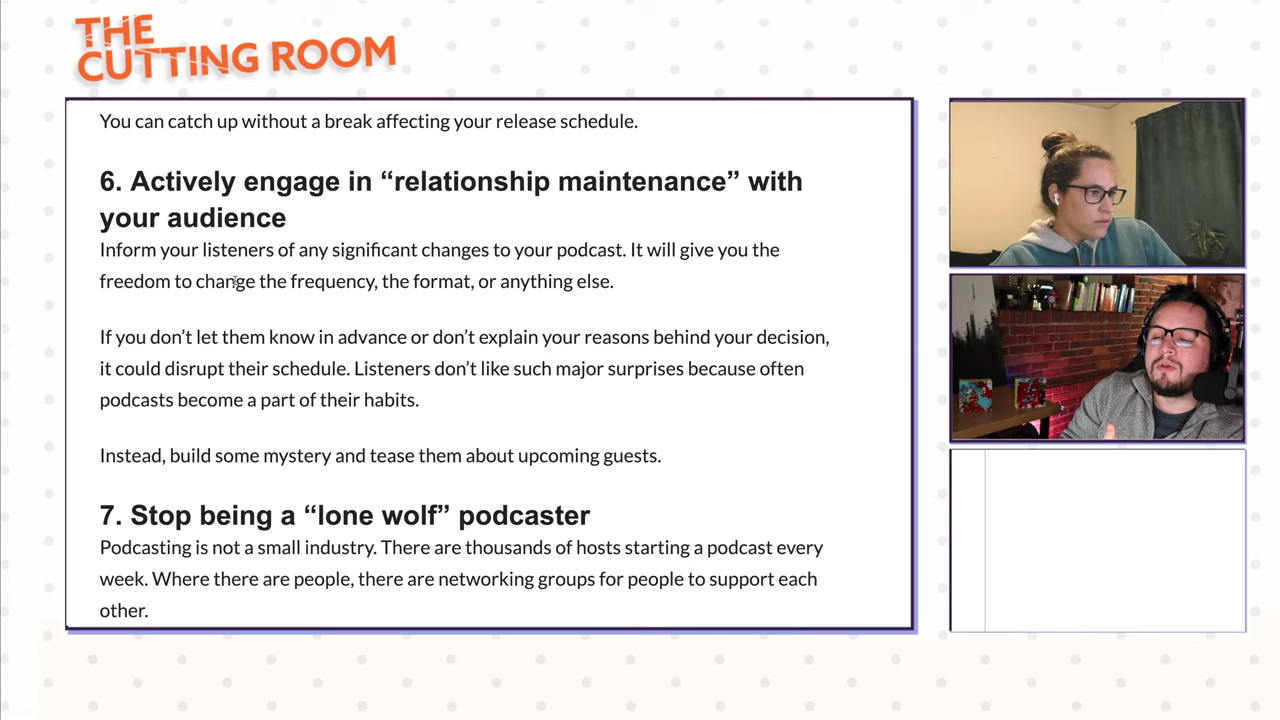 THE
CUTTING ROOM
You can catch up without a break affecting your release schedule.
6. Actively engage in “relationship maintenance” with
your audience
Inform your listeners of any significant changes to your podcast. It will give you the
freedom to change the frequency, the format, or anything else.
If you don’t let them know in advance or don’t explain your reasons behind your decision,
it could disrupt their schedule. Listeners don’t like such major surprises because often
podcasts become a part of their habits.
Instead, build some mystery and tease them about upcoming guests.
7. Stop being a “lone wolf” podcaster
Podcasting is not a small industry. There are thousands of hosts starting a podcast every
week. Where there are people, there are networking groups for people to support each
other.